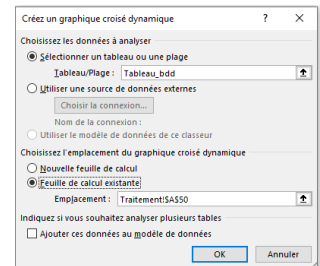 Créez un graphique croisé dynamique ? ×
Choisissez les données à analyser
Sélectionner un tableau ou une plage
Tableau/Plage : Tableau_bdd
Utiliser une source de données externes
Choisir la connexion...
Nom de la connexion :
Utiliser le modèle de données de ce classeur
Choisissez l'emplacement du graphique croisé dynamique
Nouvelle feuille de calcul
Feuille de calcul existante
Emplacement : Traitement!$A$50
Indiquez si vous souhaitez analyser plusieurs tables
Ajouter ces données au modèle de données
OK Annuler